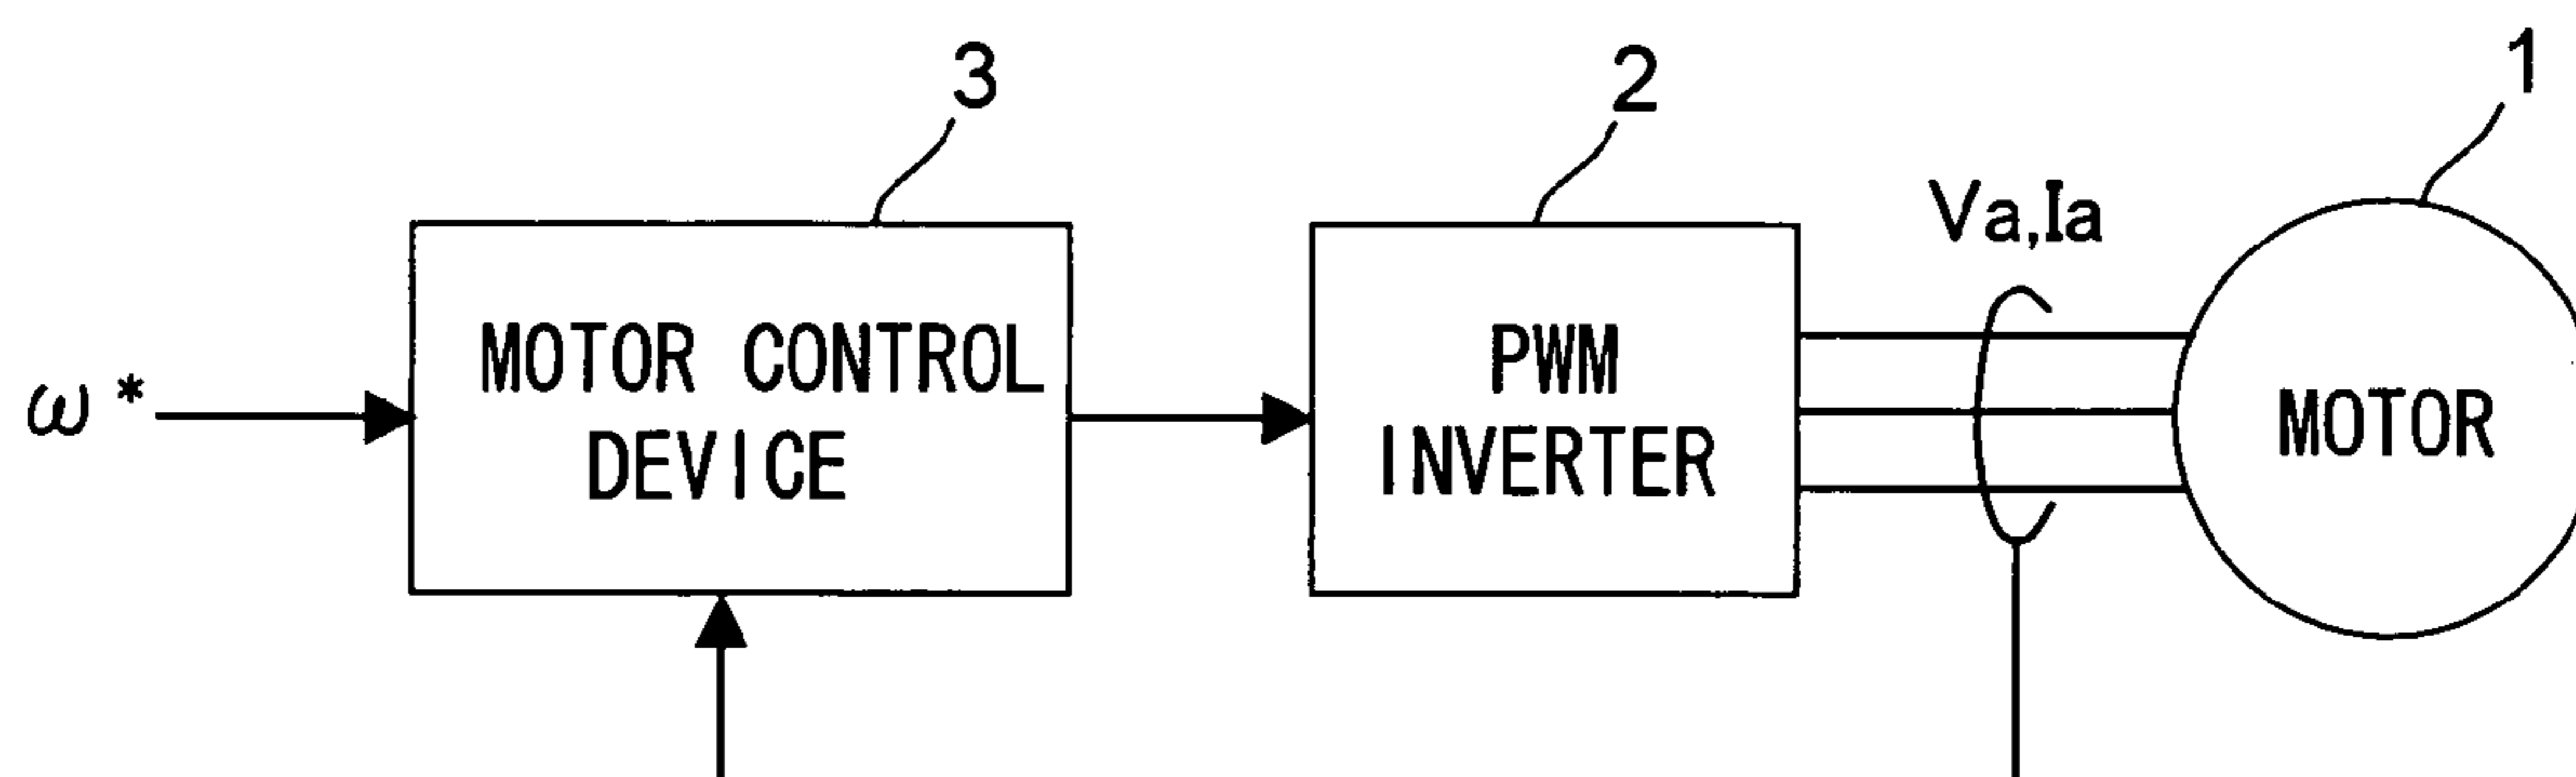 3
2
1
Va,Ia
ω*
MOTOR CONTROL
DEVICE
PWM
INVERTER
MOTOR